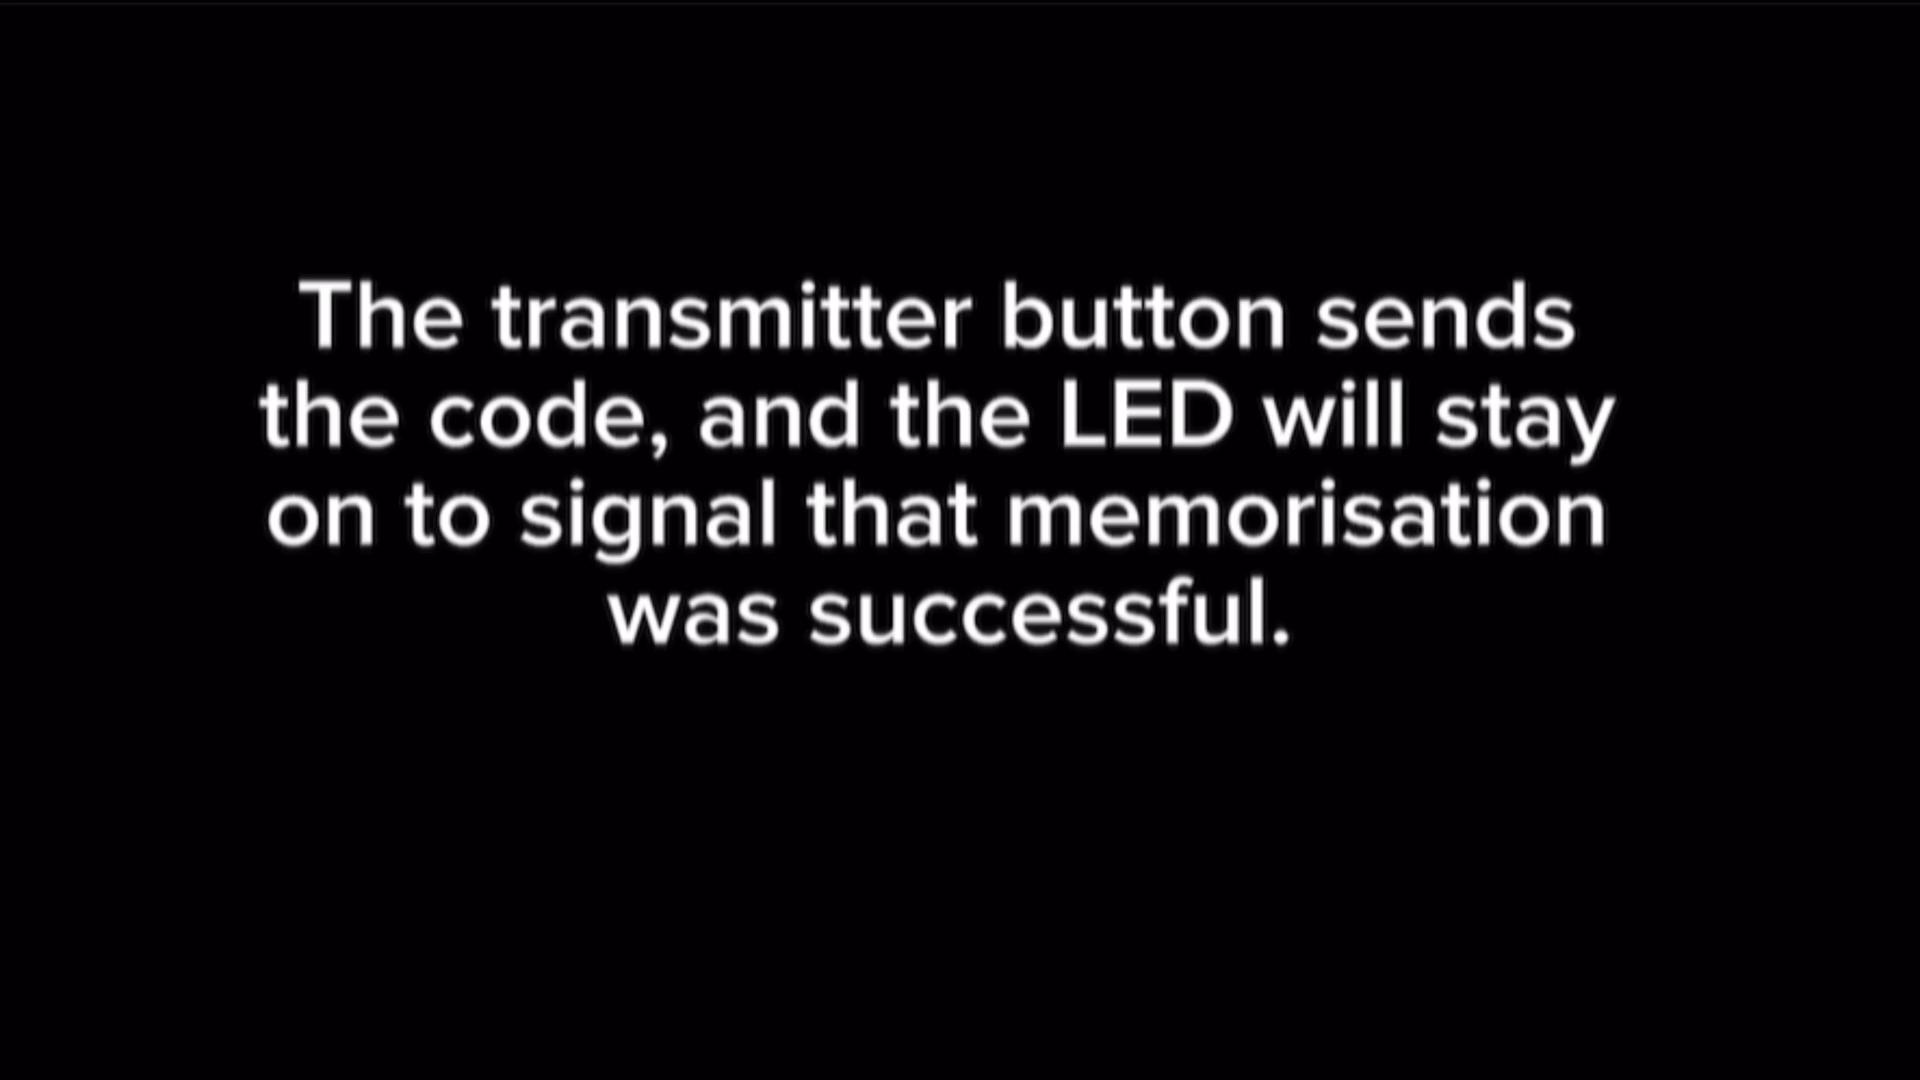 The transmitter button sends
the code, and the LED will stay
on to signal that memorisation
was successful.